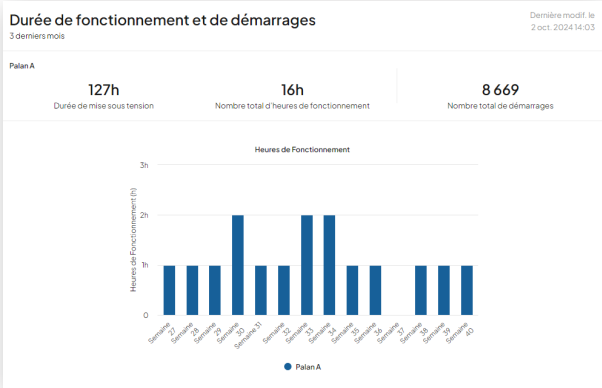 Durée de fonctionnement et de démarrages
Dernière modif. le
3 derniers mois
2 oct. 2024 14:03
Palan A
127h
16h
8 669
Durée de mise sous tension
Nombre total d'heures de fonctionnement
Nombre total de démarrages
Heures de Fonctionnement
Heures de Fonctionnement (h)
3h
2h
1h
0
Semaine 27
Semaine 28
Semaine 29
Semaine 30
Semaine 31
Semaine 32
Semaine 33
Semaine 34
Semaine 35
Semaine 36
Semaine 37
Semaine 38
Semaine 39
Semaine 40
Palan A